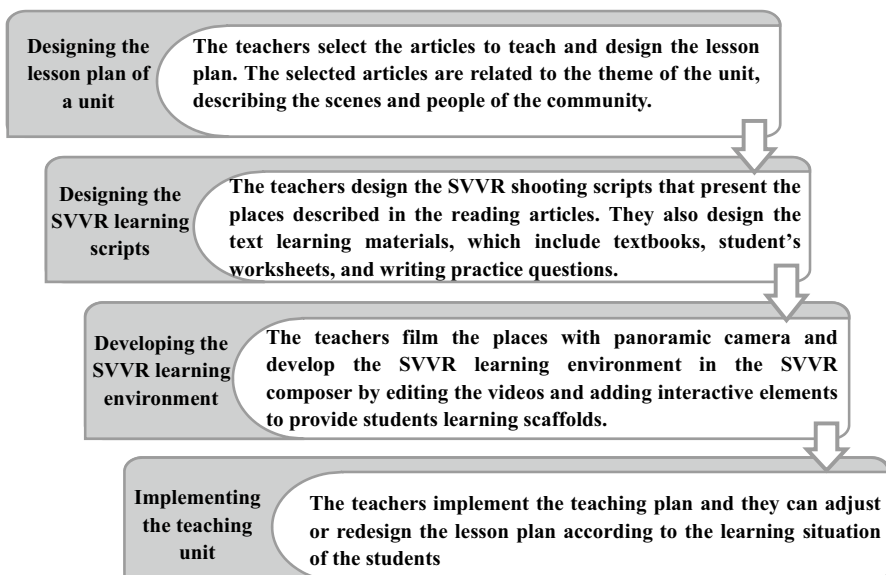 Designing the
lesson plan of
a unit
The teachers select the articles to teach and design the lesson
plan. The selected articles are related to the theme of the unit,
describing the scenes and people of the community.
Designing the
SVVR learning
scripts
The teachers design the SVVR shooting scripts that present the
places described in the reading articles. They also design the
text learning materials, which include textbooks, student’s
worksheets, and writing practice questions.
Developing the
SVVR learning
environment
The teachers film the places with panoramic camera and
develop the SVVR learning environment in the SVVR
composer by editing the videos and adding interactive elements
to provide students learning scaffolds.
Implementing
the teaching
unit
The teachers implement the teaching plan and they can adjust
or redesign the lesson plan according to the learning situation
of the students